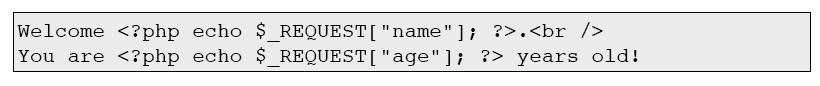 Welcome <?php echo $_REQUEST["name"]; ?>.<br />
You are <?php echo $_REQUEST["age"]; ?> years old!